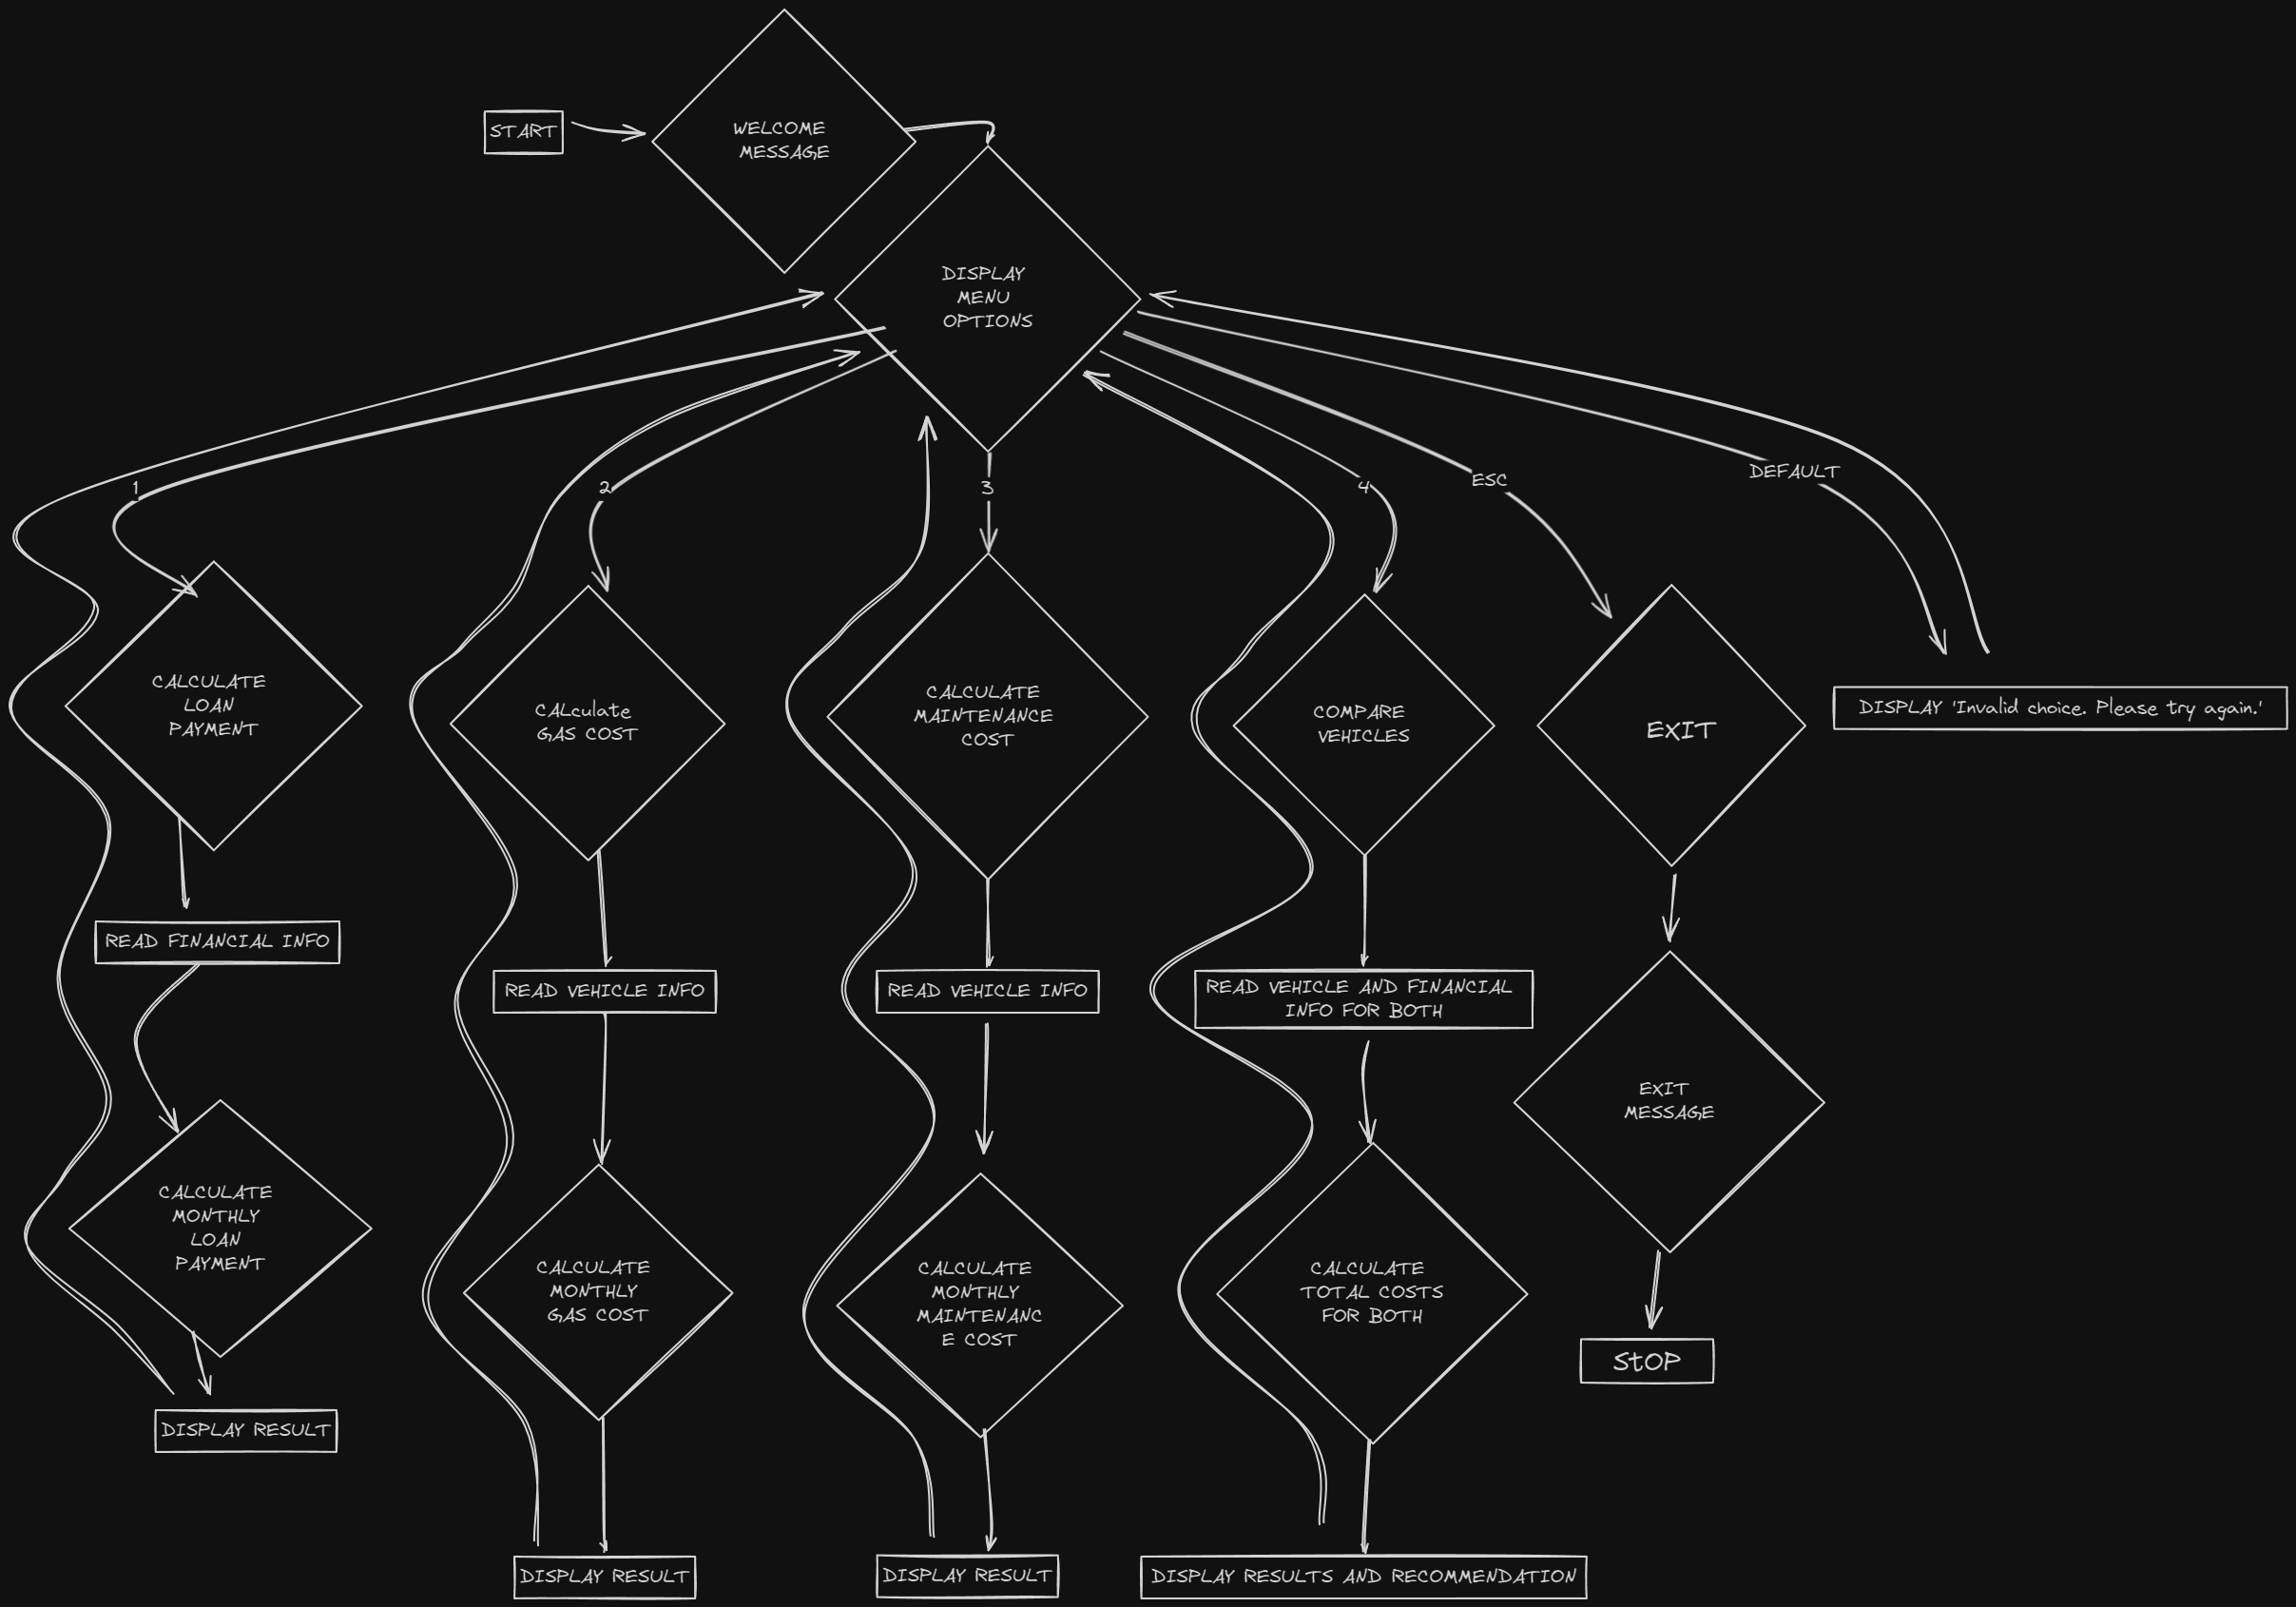 START
WELCOME
MESSAGE
DISPLAY
MENU
OPTIONS
1
2
3
4
ESC
DEFAULT
CALCULATE
LOAN
PAYMENT
CALculate
GAS COST
CALCULATE
MAINTENANCE
COST
COMPARE
VEHICLES
EXIT
DISPLAY 'Invalid choice. Please try again.'
READ FINANCIAL INFO
READ VEHICLE INFO
READ VEHICLE INFO
READ VEHICLE AND FINANCIAL
INFO FOR BOTH
EXIT
MESSAGE
CALCULATE
MONTHLY
LOAN
PAYMENT
CALCULATE
MONTHLY
GAS COST
CALCULATE
MONTHLY
MAINTENANC
E COST
CALCULATE
TOTAL COSTS
FOR BOTH
StOP
DISPLAY RESULT
DISPLAY RESULT
DISPLAY RESULT
DISPLAY RESULTS AND RECOMMENDATION